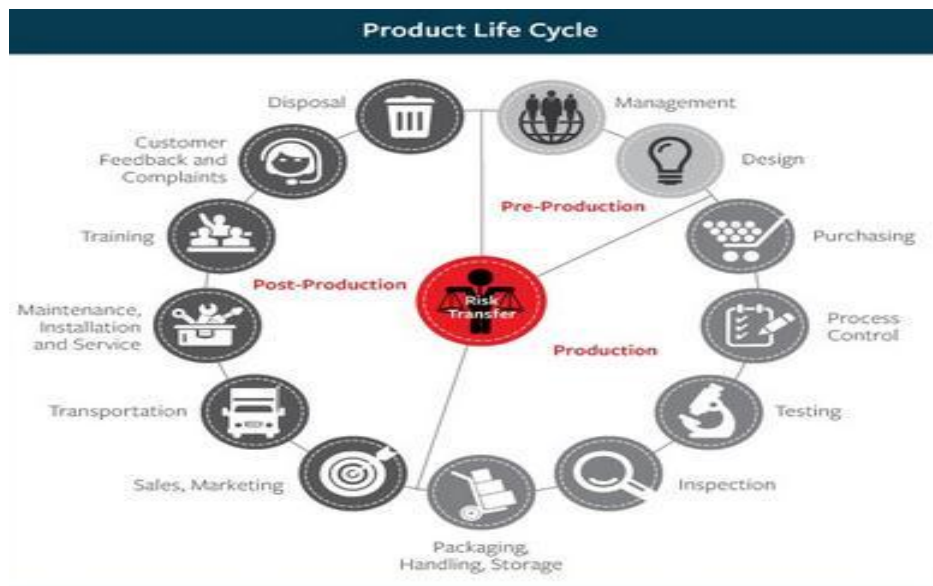 Product Life Cycle
Disposal
Management
Customer
Feedback and
Complaints
Design
Pre-Production
Training
Purchasing
Post-Production
Risk
Transfer
Maintenance,
Installation
and Service
Process
Control
Production
Transportation
Testing
Sales, Marketing
Inspection
Packaging,
Handling, Storage